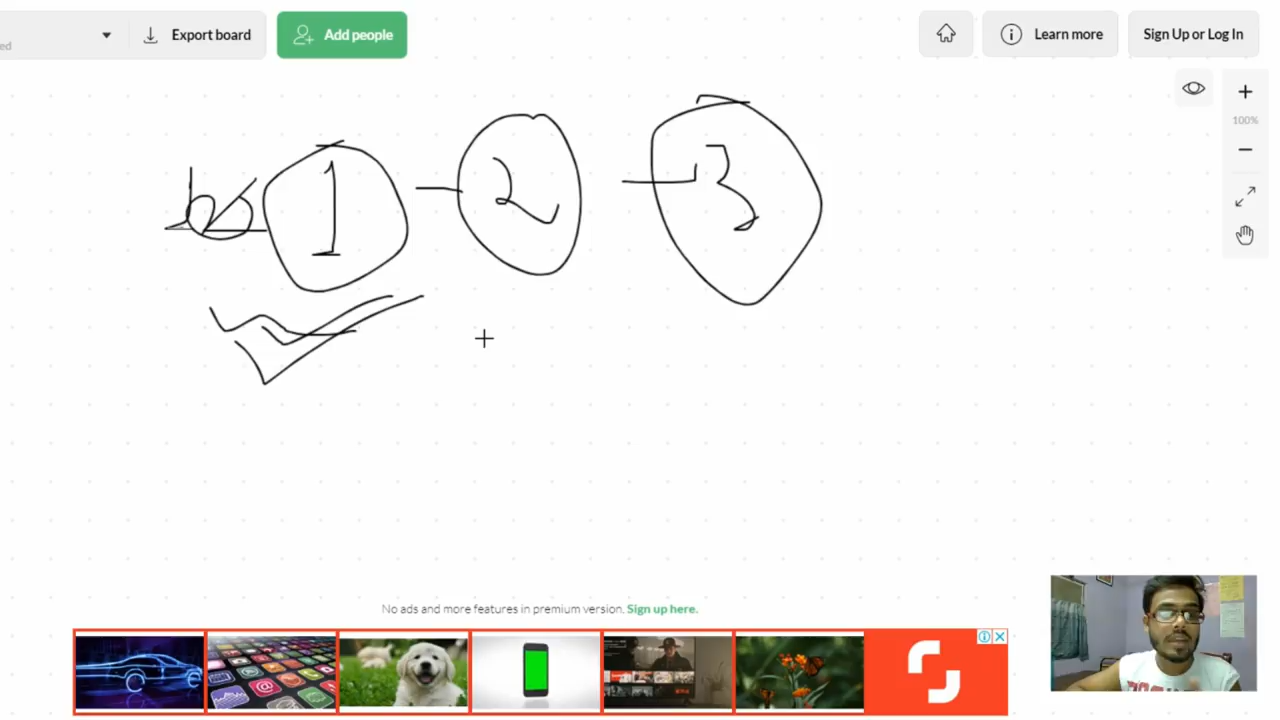 ed
Export board
Add people
Learn more
Sign Up or Log In
100%
1 2 3
No ads and more features in premium version. Sign up here.